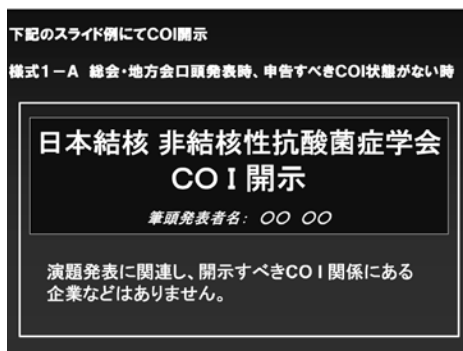 下記のスライド例にてCOI開示
様式1－A 総会・地方会口頭発表時、申告すべきCOI状態がない時
日本結核 非結核性抗酸菌症学会
COI開示
筆頭発表者名： ○○ ○○
演題発表に関連し、開示すべきCOI関係にある
企業などはありません。